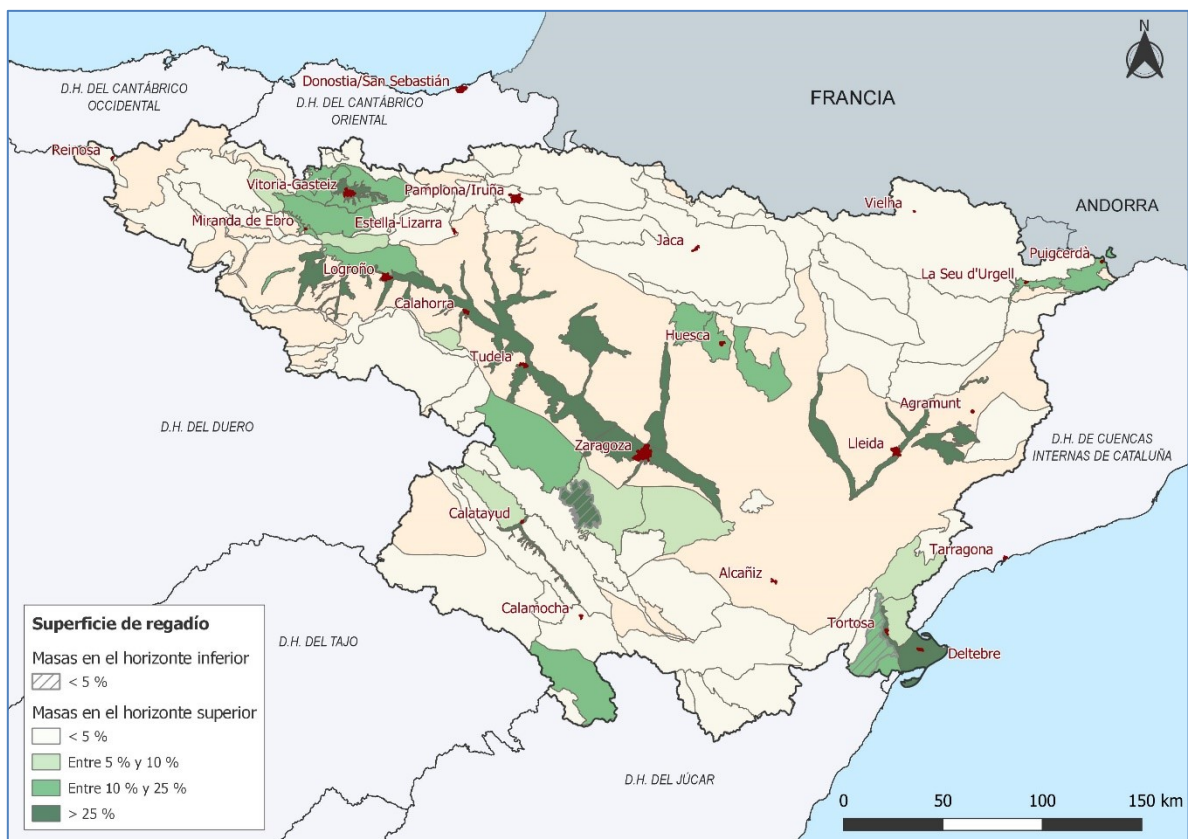 N
Donostia/San Sebastián
D.H. DEL CANTÁBRICO
OCCIDENTAL
D.H. DEL CANTÁBRICO
ORIENTAL
FRANCIA
Reinosa
Vitoria-Gasteiz
Pamplona/Iruña
Vielha
ANDORRA
Miranda de Ebro
Estella-Lizarra
Jaca
Puigcerdà
La Seu d'Urgell
Logroño
Calahorra
Huesca
Tudela
Agramunt
D.H. DEL DUERO
Zaragoza
Lleida
D.H. DE CUENCAS
INTERNAS DE CATALUÑA
Calatayud
Tarragona
Alcañiz
Calamocha
Tortosa
Deltebre
D.H. DEL TAJO
D.H. DEL JÚCAR
Superficie de regadío
Masas en el horizonte inferior
< 5 %
Masas en el horizonte superior
< 5 %
Entre 5 % y 10 %
Entre 10 % y 25 %
> 25 %
0 50 100 150 km